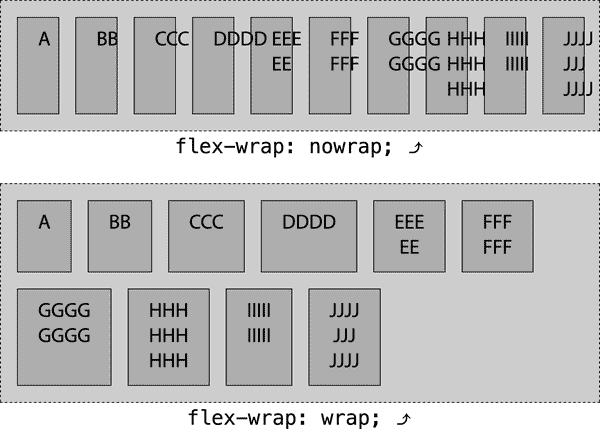 A BB CCC DDDD EEE FFF GGGG HHH IIIII JJJJ
EE FFF GGGG HHH IIIII JJJ
HHH JJJJ
flex-wrap: nowrap; ⤴
A BB CCC DDDD EEE FFF
EE FFF
GGGG HHH IIIII JJJJ
GGGG HHH IIIII JJJ
HHH JJJJ
flex-wrap: wrap; ⤴